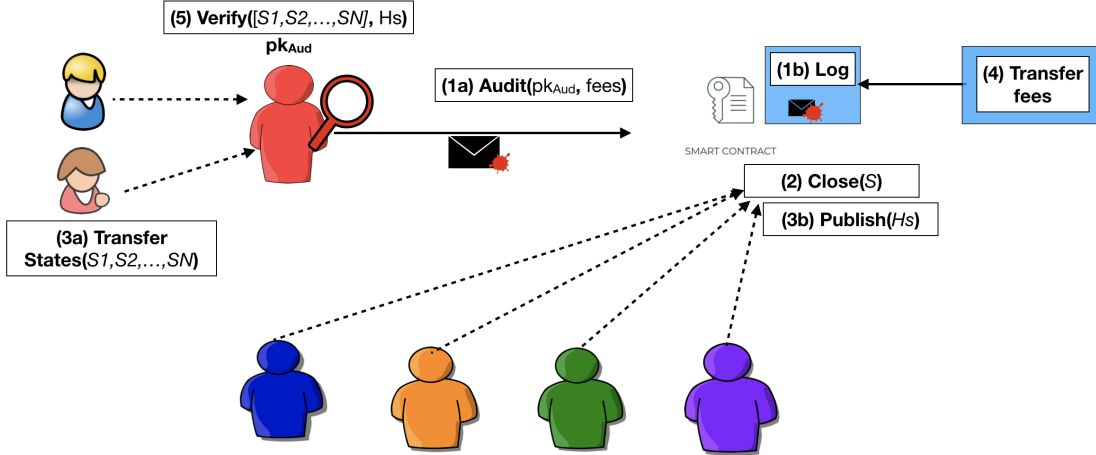 (5) Verify([S1,S2,...,SN], Hs)
pkAud
(1a) Audit(pkAud, fees)
(1b) Log
(4) Transfer
fees
SMART CONTRACT
(2) Close(S)
(3b) Publish(Hs)
(3a) Transfer
States(S1,S2,...,SN)